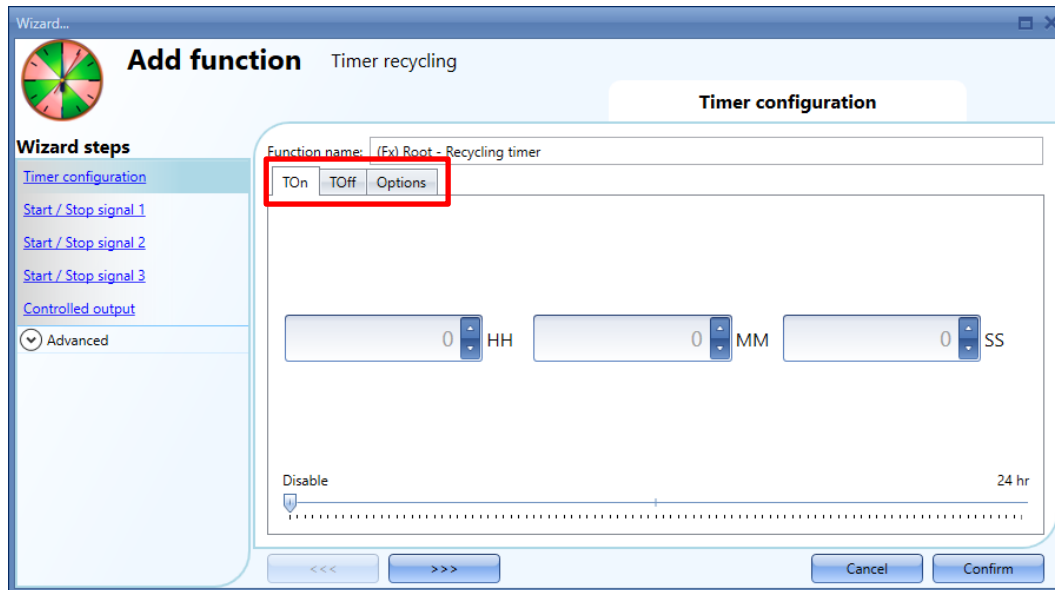 Wizard...
Add function Timer recycling
Timer configuration
Wizard steps
Timer configuration
Start / Stop signal 1
Start / Stop signal 2
Start / Stop signal 3
Controlled output
Advanced
Function name: (Fx) Root - Recycling timer
TOn TOff Options
0 HH 0 MM 0 SS
Disable 24 hr
<<< >>> Cancel Confirm